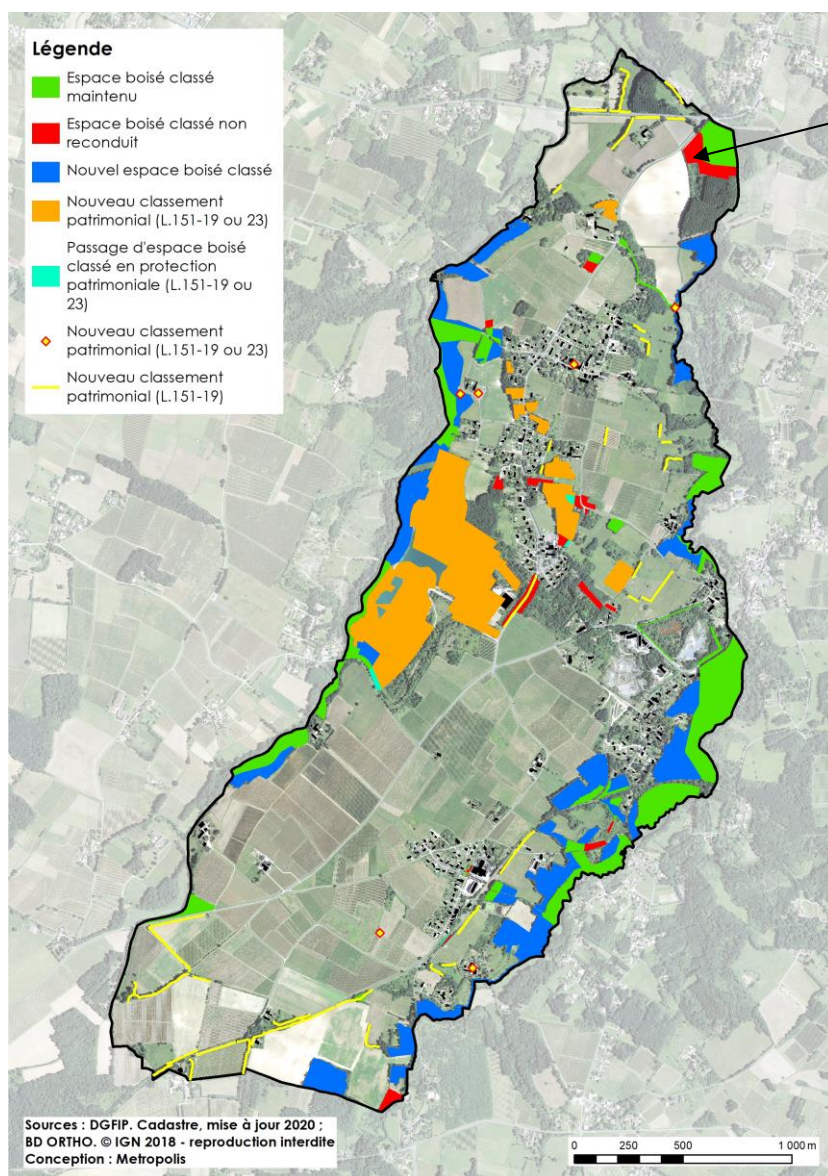 Légende
Espace boisé classé
maintenu
Espace boisé classé non
reconduit
Nouvel espace boisé classé
Nouveau classement
patrimonial (L.151-19 ou 23)
Passage d'espace boisé
classé en protection
patrimoniale (L.151-19 ou
23)
Nouveau classement
patrimonial (L.151-19 ou 23)
Nouveau classement
patrimonial (L.151-19)
Sources : DGFIP. Cadastre, mise à jour 2020 ;
BD ORTHO. © IGN 2018 - reproduction interdite
Conception : Metropolis
0 250 500 1 000 m